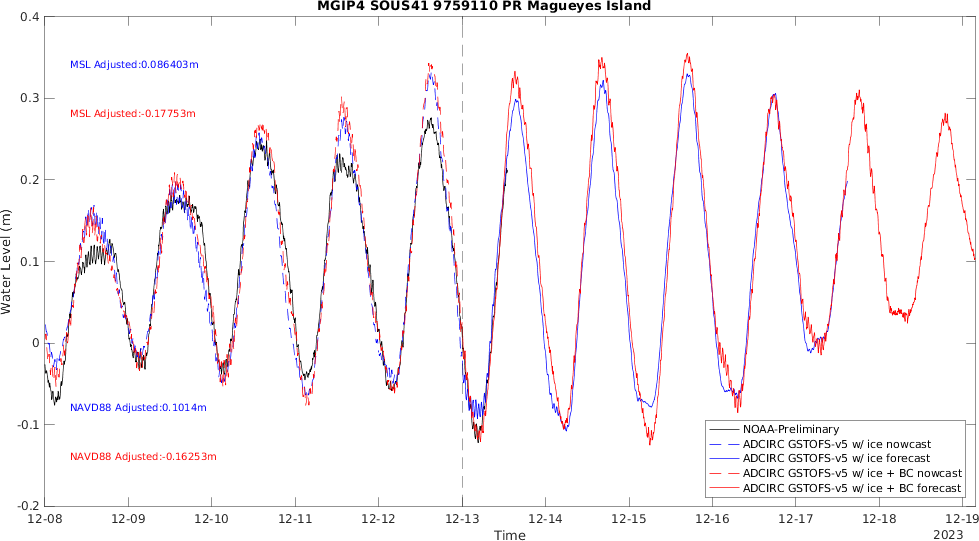 MGIP4 SOUS41 9759110 PR Magueyes Island
0.4
0.3
0.2
0.1
0
-0.1
-0.2
Water Level (m)
MSL Adjusted:0.086403m
MSL Adjusted:-0.17753m
NAVD88 Adjusted:0.1014m
NAVD88 Adjusted:-0.16253m
NOAA-Preliminary
ADCIRC GSTOFS-v5 w/ ice nowcast
ADCIRC GSTOFS-v5 w/ ice forecast
ADCIRC GSTOFS-v5 w/ ice + BC nowcast
ADCIRC GSTOFS-v5 w/ ice + BC forecast
12-08 12-09 12-10 12-11 12-12 12-13 12-14 12-15 12-16 12-17 12-18 12-19
Time
2023